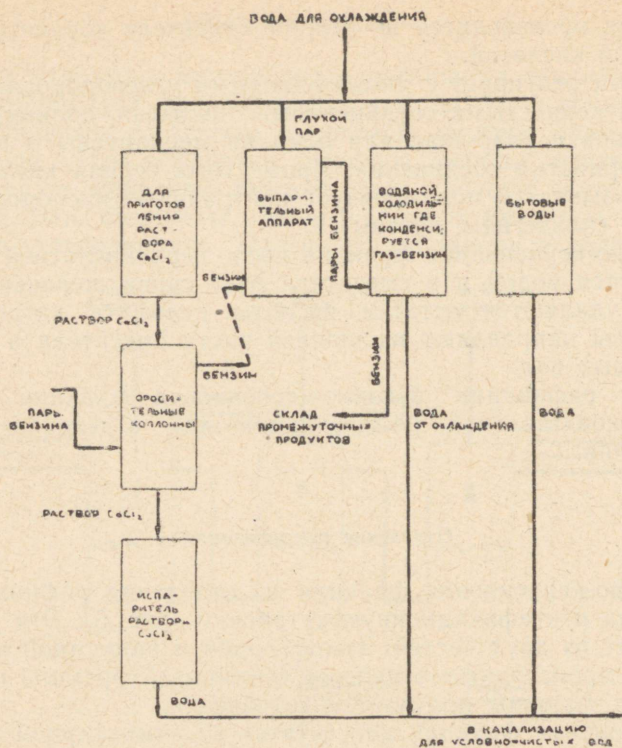 ВОДА ДЛЯ ОХЛАЖДЕНИЯ
ГЛУХОЙ
ПАР
ДЛЯ
ПРИГОТОВ
ЛЕНИЯ
РАСТ-
ВОРА
CaCl₂
ВЫПАРИ-
ТЕЛЬНЫЙ
АППАРАТ
ПАРЫ БЕНЗИНА
ВОДЯНОЙ
ХОЛОДИЛЬ-
НИК ГДЕ
КОНДЕНСИ-
РУЕТСЯ
ГАЗ-БЕНЗИН
БЫТОВЫЕ
ВОДЫ
БЕНЗИН
РАСТВОР CaCl₂
БЕНЗИН
БЕНЗИН
ПАРЫ
БЕНЗИНА
ОРОСИ-
ТЕЛЬНЫЕ
КОЛЛОННЫ
СКЛАД
ПРОМЕЖУТОЧНЫХ
ПРОДУКТОВ
ВОДА
ОТ ОХЛАЖДЕНИЯ
ВОДА
РАСТВОР CaCl₂
ИСПА-
РИТЕЛЬ
РАСТВОР-
CaCl₂
ВОДА
В КАНАЛИЗАЦИЮ
ДЛЯ УСЛОВНО-ЧИСТЫХ ВОД